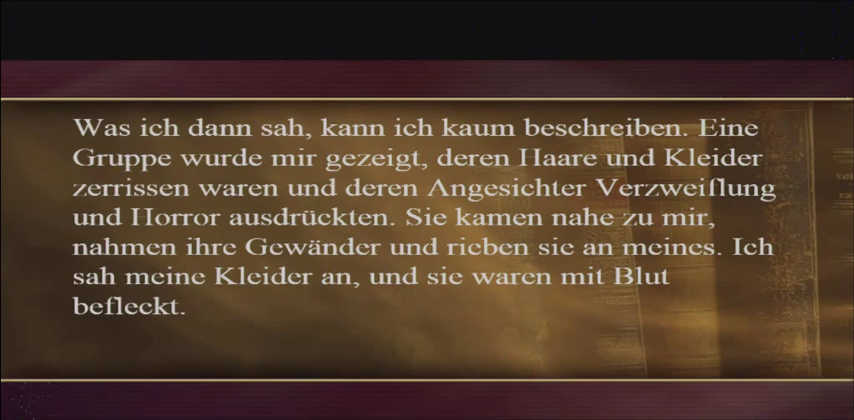 Was ich dann sah, kann ich kaum beschreiben. Eine
Gruppe wurde mir gezeigt, deren Haare und Kleider
zerrissen waren und deren Angesichter Verzweiflung
und Horror ausdrückten. Sie kamen nahe zu mir,
nahmen ihre Gewänder und rieben sie an meines. Ich
sah meine Kleider an, und sie waren mit Blut
befleckt.